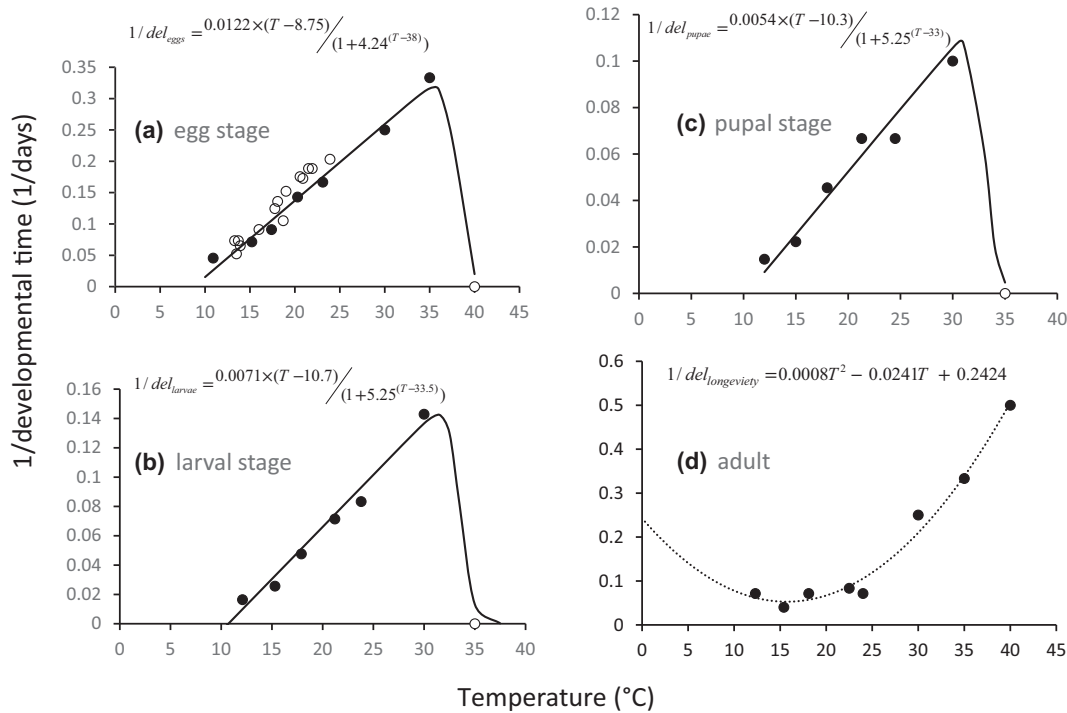 1/del_eggs = 0.0122×(T−8.75)/(1+4.24^(T−38))
0.35
0.3
0.25
0.2
0.15
0.1
0.05
0
(a) egg stage
0 5 10 15 20 25 30 35 40 45
1/del_pupae = 0.0054×(T−10.3)/(1+5.25^(T−33))
0.12
0.1
0.08
0.06
0.04
0.02
0
(c) pupal stage
0 5 10 15 20 25 30 35 40
1/developmental time (1/days)
1/del_larvae = 0.0071×(T−10.7)/(1+5.25^(T−33.5))
0.16
0.14
0.12
0.1
0.08
0.06
0.04
0.02
0
(b) larval stage
0 5 10 15 20 25 30 35 40
1/del_longeviety = 0.0008T² − 0.0241T + 0.2424
0.5
0.4
0.3
0.2
0.1
0
(d) adult
0 5 10 15 20 25 30 35 40 45
Temperature (°C)